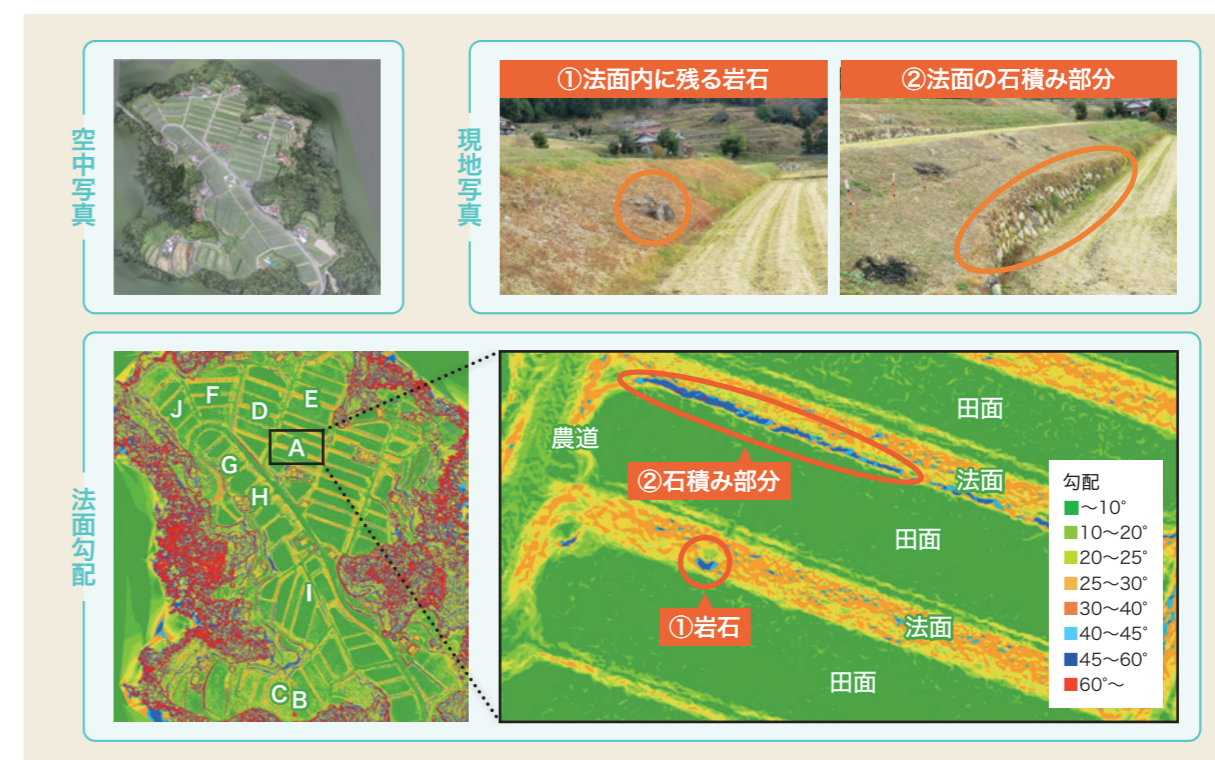 空中写真
現地写真
①法面内に残る岩石
②法面の石積み部分
法面勾配
J
F
D
E
A
G
H
I
C
B
農道
田面
②石積み部分
法面
田面
①岩石
法面
田面
勾配
■～10°
■10～20°
■20～25°
■25～30°
■30～40°
■40～45°
■45～60°
■60°～